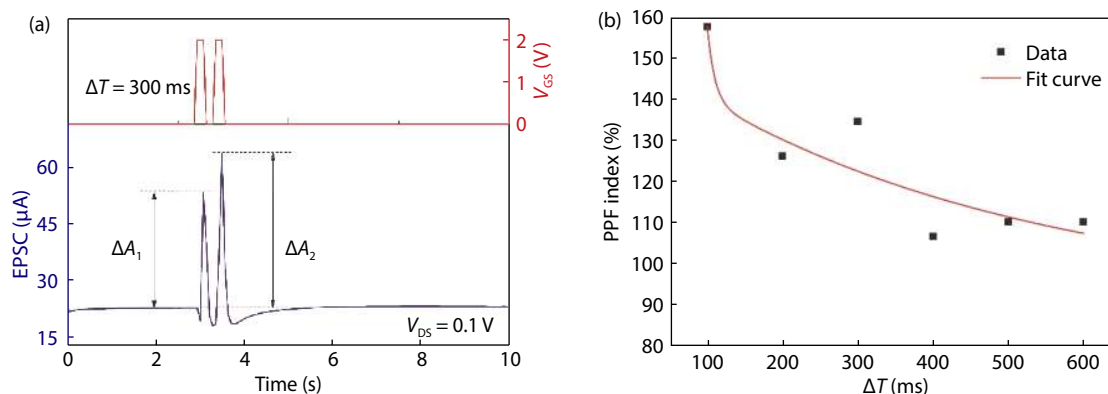 (a)
ΔT = 300 ms
2
1
0
V_GS (V)
60
45
30
15
EPSC (μA)
ΔA₁
ΔA₂
V_DS = 0.1 V
0
2
4
6
8
10
Time (s)
(b)
160
150
140
130
120
110
100
90
80
PPF index (%)
Data
Fit curve
100
200
300
400
500
600
ΔT (ms)